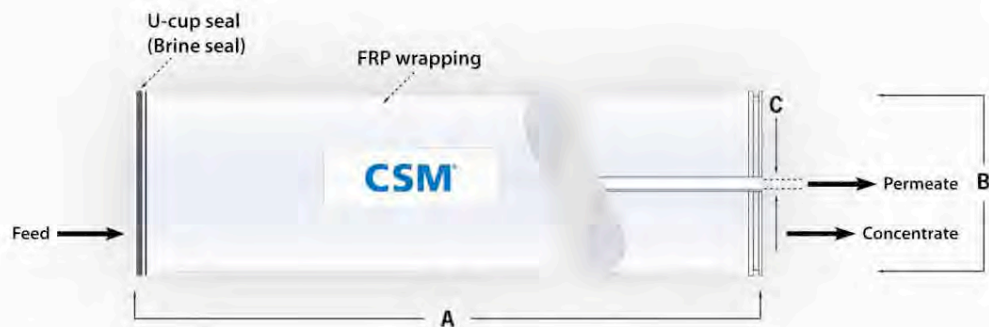 U-cup seal
(Brine seal)
FRP wrapping
C
CSM
Permeate
B
Feed
Concentrate
A